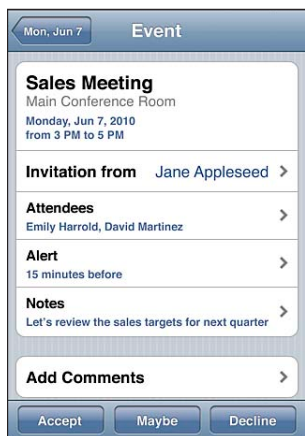 Mon, Jun 7 Event
Sales Meeting
Main Conference Room
Monday, Jun 7, 2010
from 3 PM to 5 PM
Invitation from Jane Appleseed
Attendees
Emily Harrold, David Martinez
Alert
15 minutes before
Notes
Let's review the sales targets for next quarter
Add Comments
Accept Maybe Decline